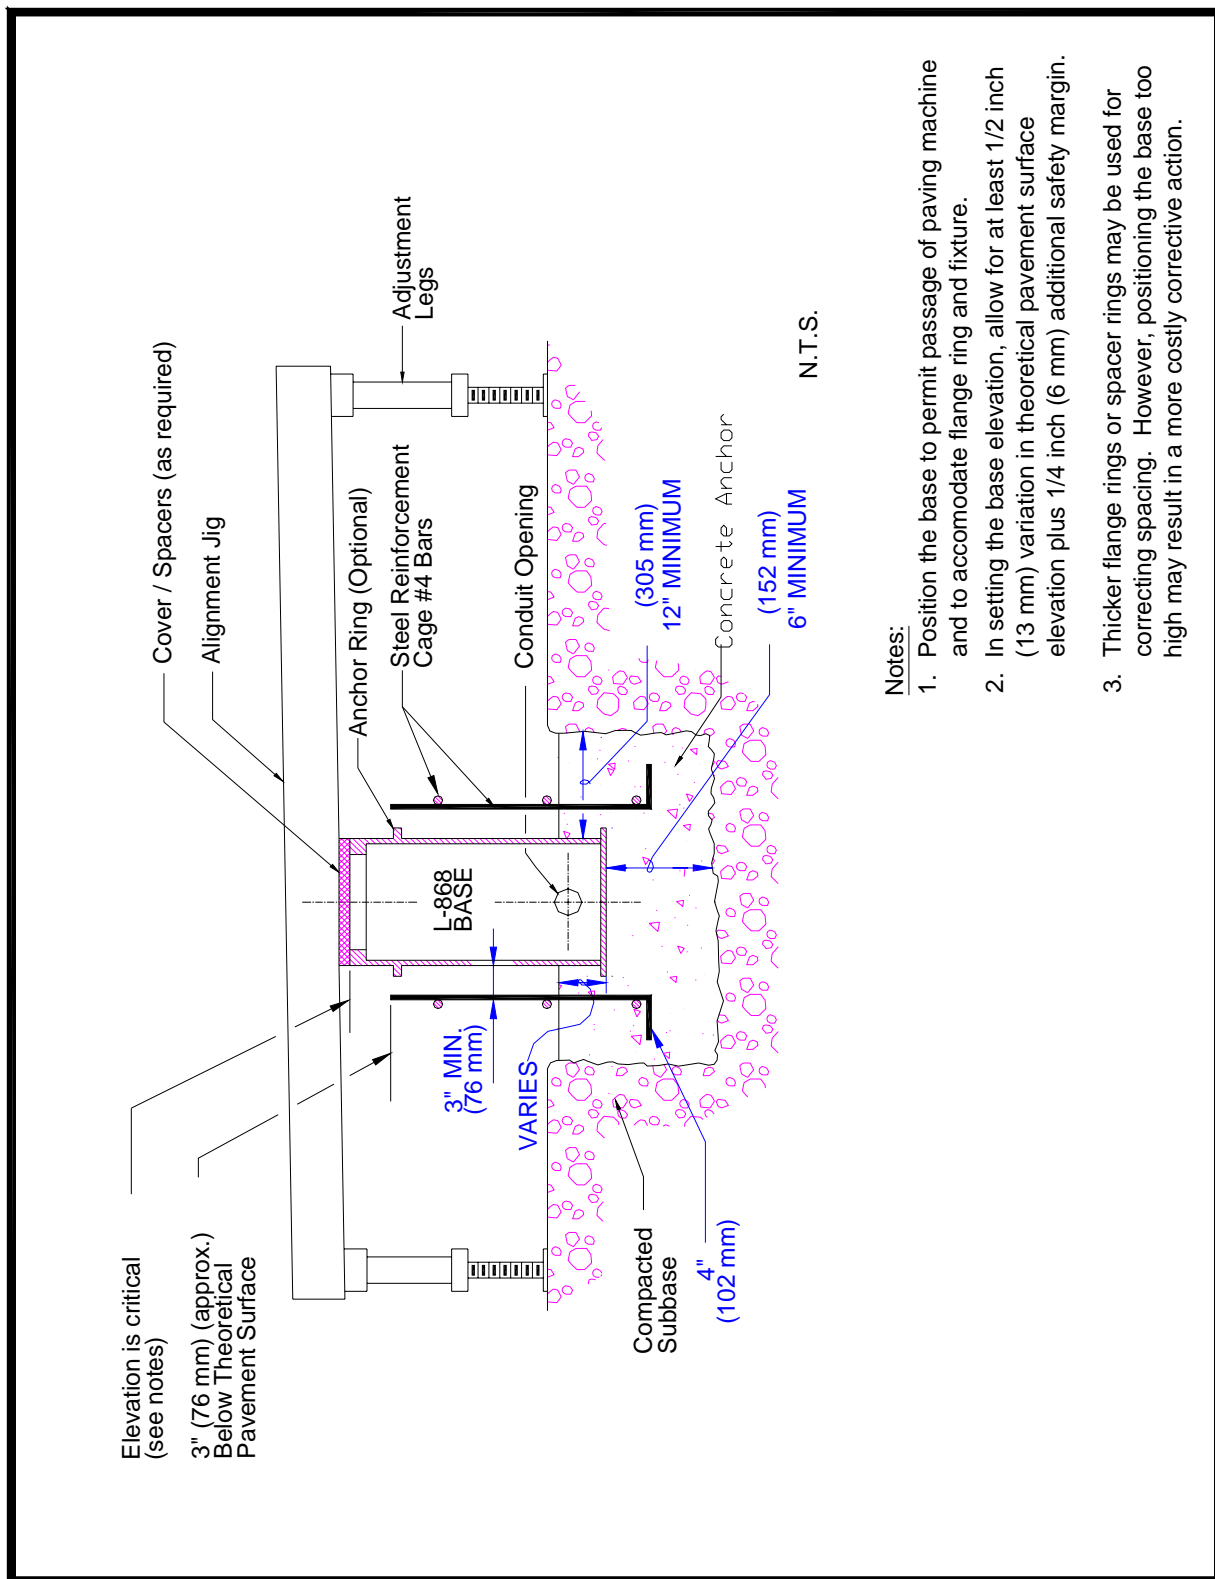 Elevation is critical
(see notes)
3" (76 mm) (approx.)
Below Theoretical
Pavement Surface
Cover / Spacers (as required)
Alignment Jig
Anchor Ring (Optional)
Steel Reinforcement
Cage #4 Bars
Adjustment
Legs
Conduit Opening
L-868
BASE
3" MIN.
(76 mm)
VARIES
Compacted
Subbase
4"
(102 mm)
(305 mm)
12" MINIMUM
Concrete Anchor
(152 mm)
6" MINIMUM
N.T.S.
Notes:
1. Position the base to permit passage of paving machine
and to accomodate flange ring and fixture.
2. In setting the base elevation, allow for at least 1/2 inch
(13 mm) variation in theoretical pavement surface
elevation plus 1/4 inch (6 mm) additional safety margin.
3. Thicker flange rings or spacer rings may be used for
correcting spacing. However, positioning the base too
high may result in a more costly corrective action.